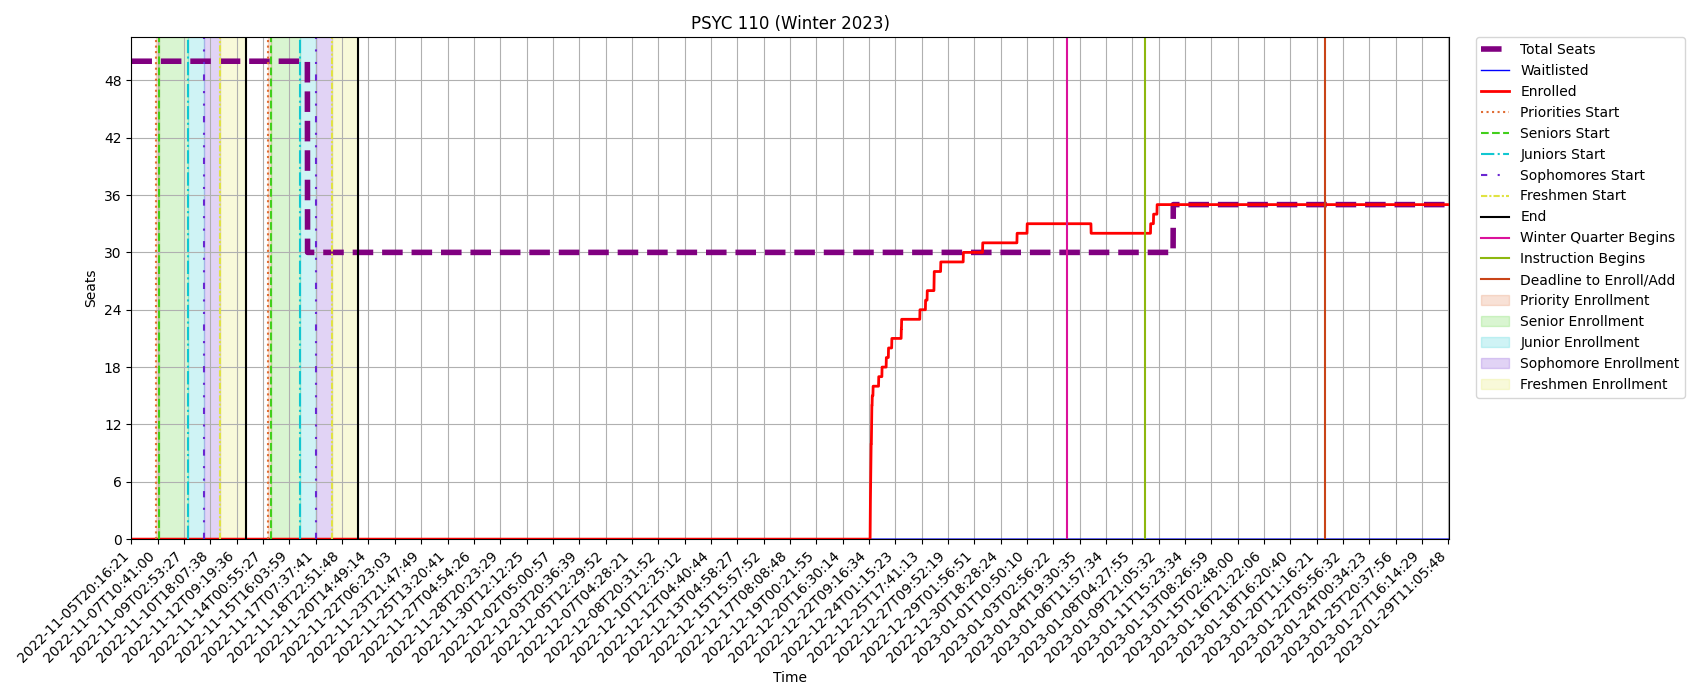 PSYC 110 (Winter 2023)
Seats
48
42
36
30
24
18
12
6
0
2022-11-05T20:16:21
2022-11-07T10:41:00
2022-11-09T02:53:27
2022-11-10T18:07:38
2022-11-12T09:19:36
2022-11-14T00:55:27
2022-11-15T16:03:59
2022-11-17T07:37:41
2022-11-18T22:51:48
2022-11-20T14:49:14
2022-11-22T06:23:03
2022-11-23T21:47:49
2022-11-25T13:20:41
2022-11-27T04:54:26
2022-11-28T20:23:29
2022-11-30T12:12:25
2022-12-02T05:00:57
2022-12-03T20:36:39
2022-12-05T12:29:52
2022-12-07T04:28:21
2022-12-08T20:31:52
2022-12-10T12:25:12
2022-12-12T04:40:44
2022-12-13T04:58:27
2022-12-15T15:57:52
2022-12-17T08:08:48
2022-12-19T00:21:55
2022-12-20T16:30:14
2022-12-22T09:16:34
2022-12-24T01:15:23
2022-12-25T17:41:13
2022-12-27T09:52:19
2022-12-29T01:56:51
2022-12-30T18:28:24
2023-01-01T10:50:10
2023-01-03T02:56:22
2023-01-04T19:30:35
2023-01-06T11:57:34
2023-01-08T04:27:55
2023-01-09T21:05:32
2023-01-11T15:23:34
2023-01-13T08:26:59
2023-01-15T02:48:00
2023-01-16T21:22:06
2023-01-18T16:20:40
2023-01-20T11:16:21
2023-01-22T05:56:32
2023-01-24T00:34:23
2023-01-25T20:37:56
2023-01-27T16:14:29
2023-01-29T11:05:48
Time
Total Seats
Waitlisted
Enrolled
Priorities Start
Seniors Start
Juniors Start
Sophomores Start
Freshmen Start
End
Winter Quarter Begins
Instruction Begins
Deadline to Enroll/Add
Priority Enrollment
Senior Enrollment
Junior Enrollment
Sophomore Enrollment
Freshmen Enrollment